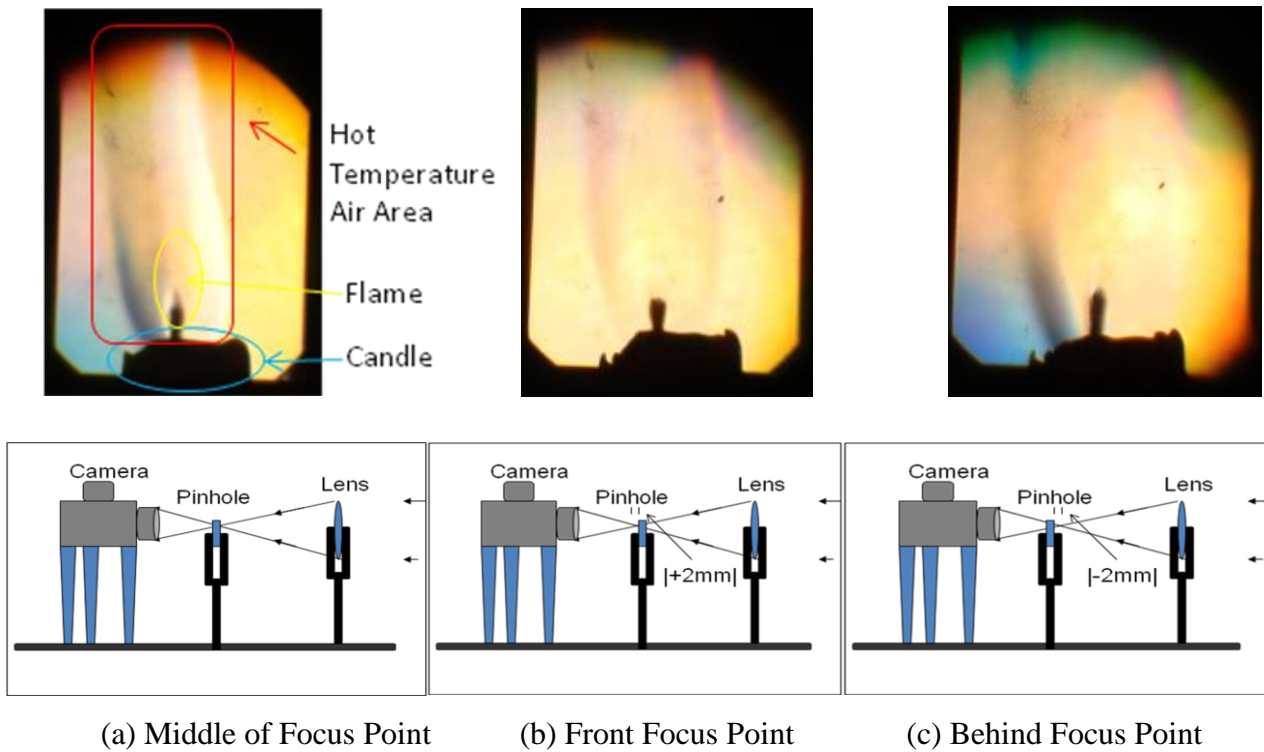 Hot
Temperature
Air Area
Flame
Candle
Camera
Pinhole
Lens
Camera
Pinhole
Lens
|+2mm|
Camera
Pinhole
Lens
|-2mm|
(a) Middle of Focus Point
(b) Front Focus Point
(c) Behind Focus Point